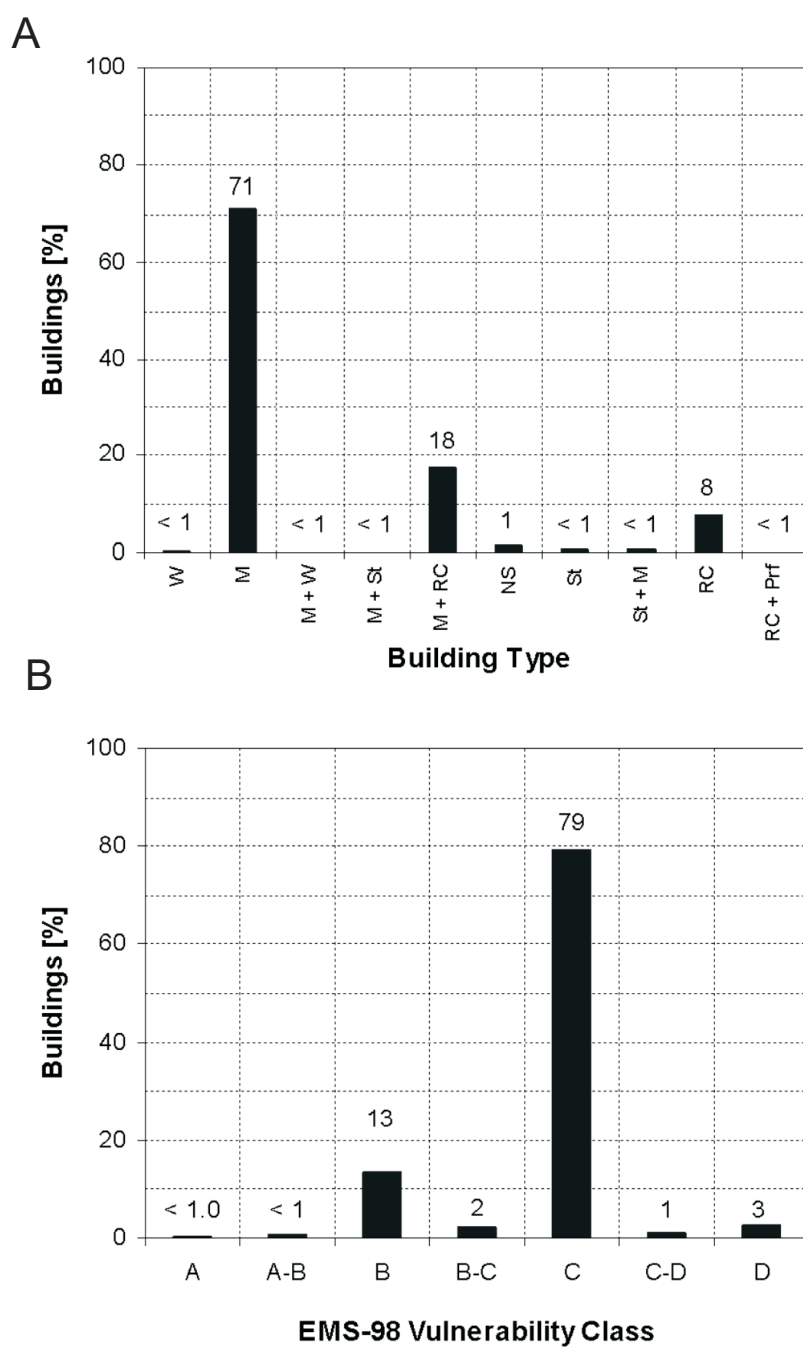 A
100
80
60
40
20
0
Buildings [%]
< 1
71
< 1
< 1
18
1
< 1
< 1
8
< 1
W
M
M + W
M + St
M + RC
NS
St
St + M
RC
RC + Prf
Building Type
B
100
80
60
40
20
0
Buildings [%]
< 1.0
< 1
13
2
79
1
3
A
A-B
B
B-C
C
C-D
D
EMS-98 Vulnerability Class